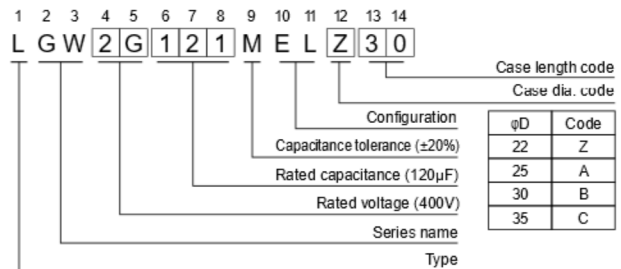 1 2 3 4 5 6 7 8 9 10 11 12 13 14
L G W 2 G 1 2 1 M E L Z 3 0
Case length code
Case dia. code
Configuration
Capacitance tolerance (±20%)
Rated capacitance (120µF)
Rated voltage (400V)
Series name
Type
φD Code
22 Z
25 A
30 B
35 C